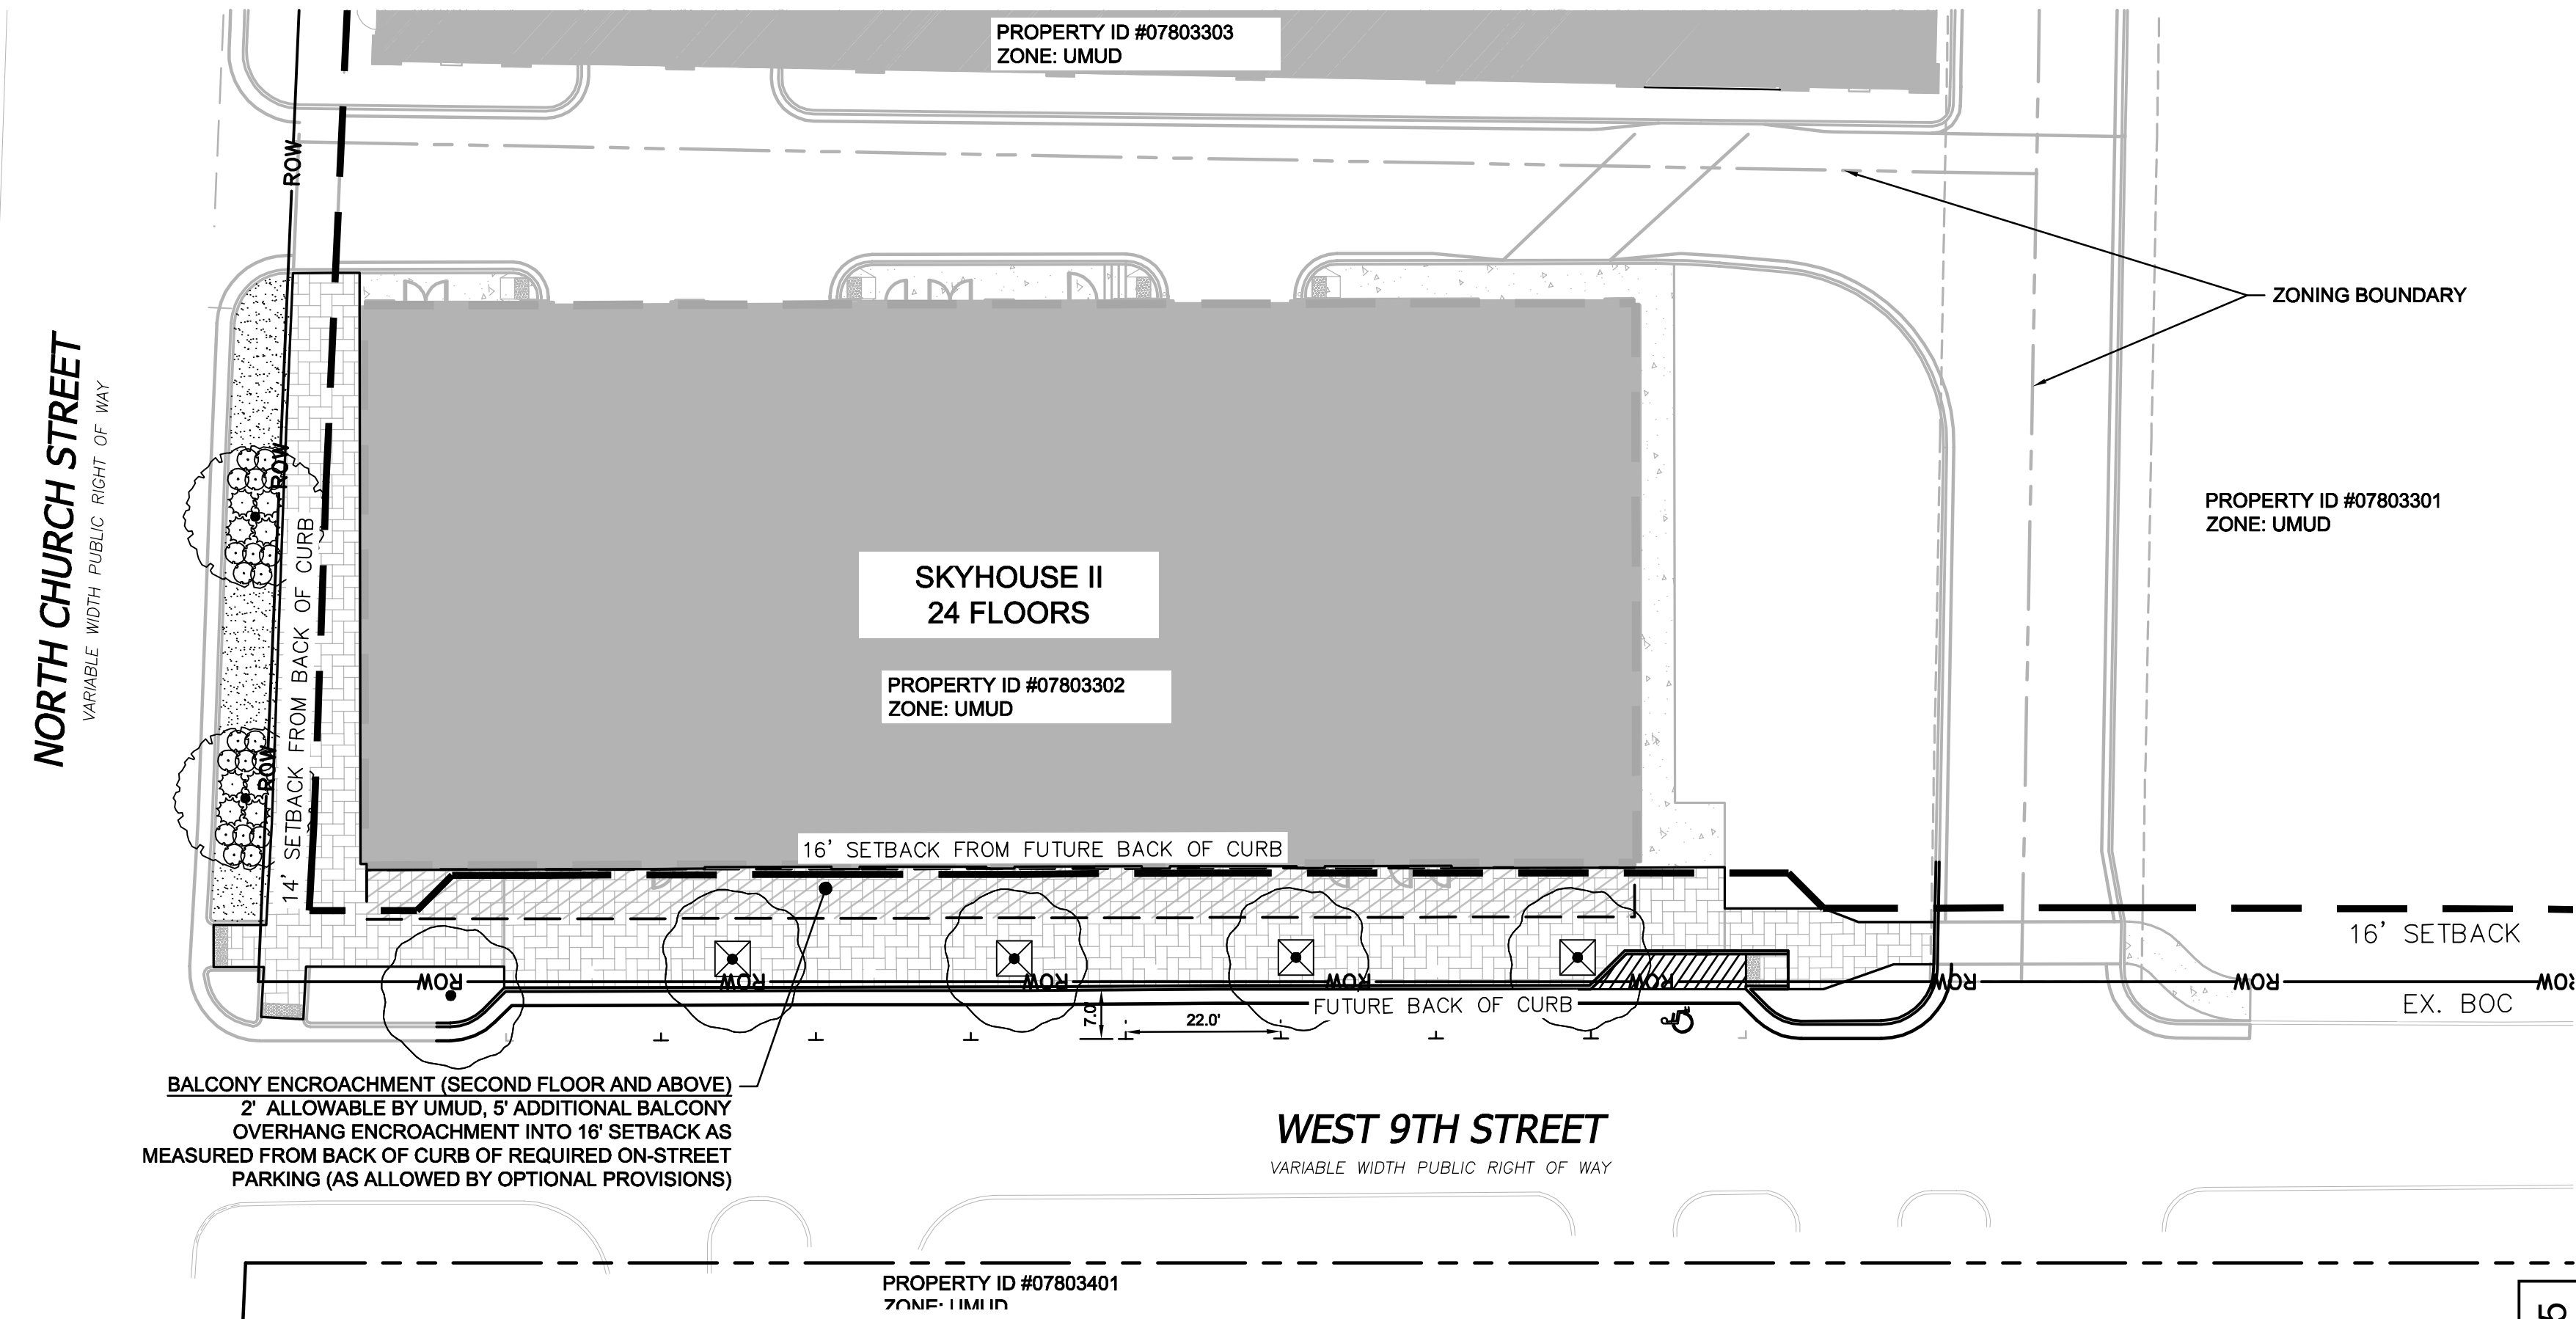 PROPERTY ID #07803303
ZONE: UMUD
ROW
ZONING BOUNDARY
NORTH CHURCH STREET
VARIABLE WIDTH PUBLIC RIGHT OF WAY
ROW
ROW
14' SETBACK FROM BACK OF CURB
PROPERTY ID #07803301
ZONE: UMUD
SKYHOUSE II
24 FLOORS
PROPERTY ID #07803302
ZONE: UMUD
16' SETBACK FROM FUTURE BACK OF CURB
16' SETBACK
ROW
ROW
ROW
ROW
ROW
ROW
ROW
ROW
EX. BOC
FUTURE BACK OF CURB
7.0'
22.0'
BALCONY ENCROACHMENT (SECOND FLOOR AND ABOVE)
2' ALLOWABLE BY UMUD, 5' ADDITIONAL BALCONY
OVERHANG ENCROACHMENT INTO 16' SETBACK AS
MEASURED FROM BACK OF CURB OF REQUIRED ON-STREET
PARKING (AS ALLOWED BY OPTIONAL PROVISIONS)
WEST 9TH STREET
VARIABLE WIDTH PUBLIC RIGHT OF WAY
PROPERTY ID #07803401
ZONE: UMUD
5